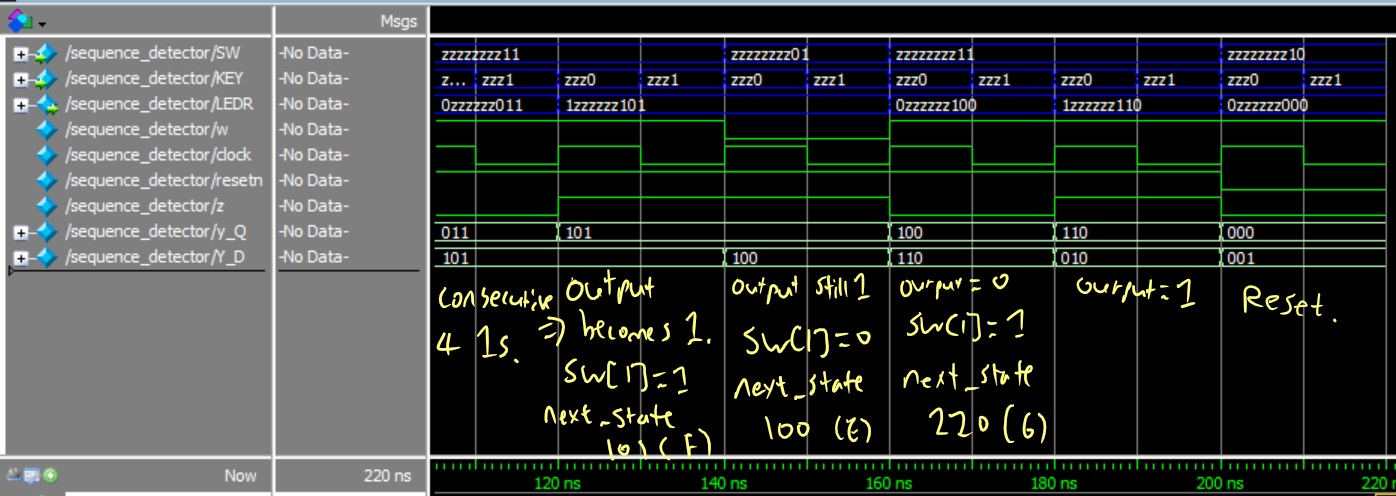 Msgs
/sequence_detector/SW -No Data- zzzzzzzz11 zzzzzzzz01 zzzzzzzz11 zzzzzzzz10
/sequence_detector/KEY -No Data- z... zzz1 zzz0 zzz1 zzz0 zzz1 zzz0 zzz1 zzz0 zzz1 zzz0 zzz1
/sequence_detector/LEDR -No Data- 0zzzzzz011 1zzzzzz101 0zzzzzz100 1zzzzzz110 0zzzzzz000
/sequence_detector/w -No Data-
/sequence_detector/clock -No Data-
/sequence_detector/resetn -No Data-
/sequence_detector/z -No Data-
/sequence_detector/y_Q -No Data- 011 101 100 110 000
/sequence_detector/Y_D -No Data- 101 100 110 010 001
Consecutive
4 1s.
output
=> becomes 1.
SW[1]=1
next_state
101 (F)
output still 1
SW[1]=0
next_state
100 (E)
ourpur = 0
SW[1]=1
next_state
220 (G)
ourput=1
Reset.
Now 220 ns 120 ns 140 ns 160 ns 180 ns 200 ns 220